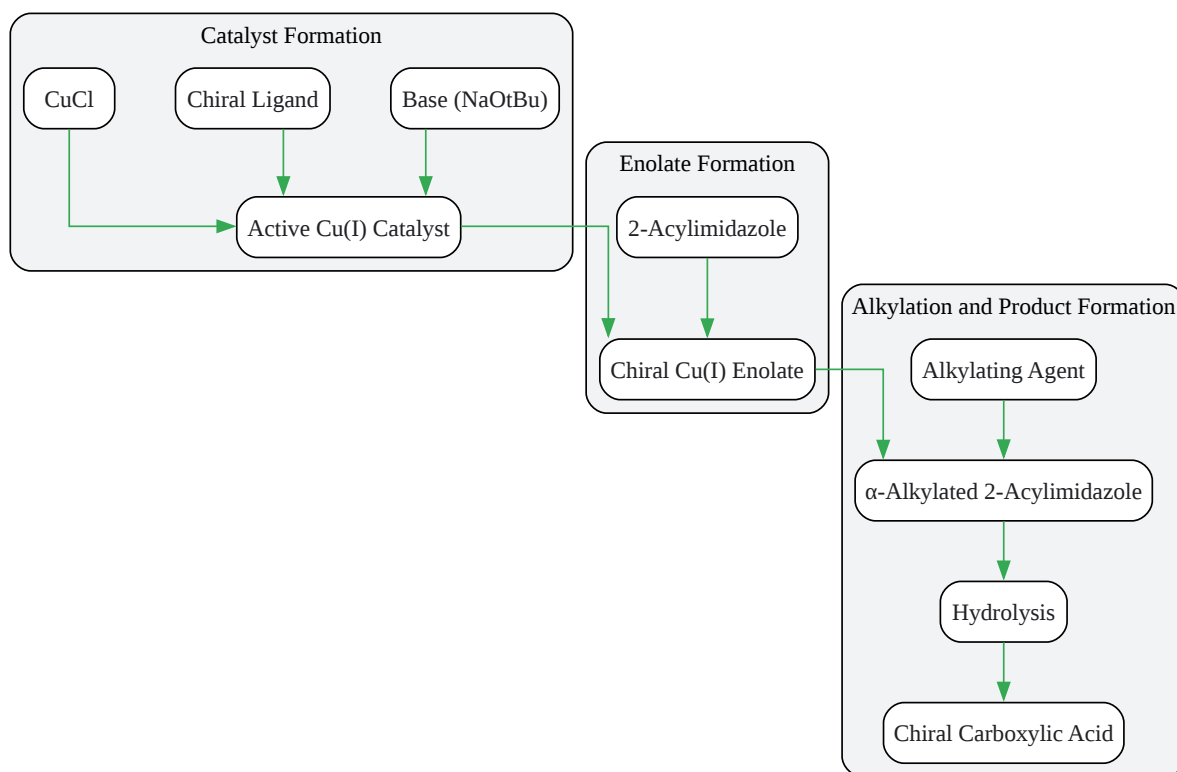 Catalyst Formation
CuCl
Chiral Ligand
Base (NaOtBu)
Active Cu(I) Catalyst
Enolate Formation
2-Acylimidazole
Chiral Cu(I) Enolate
Alkylation and Product Formation
Alkylating Agent
α-Alkylated 2-Acylimidazole
Hydrolysis
Chiral Carboxylic Acid